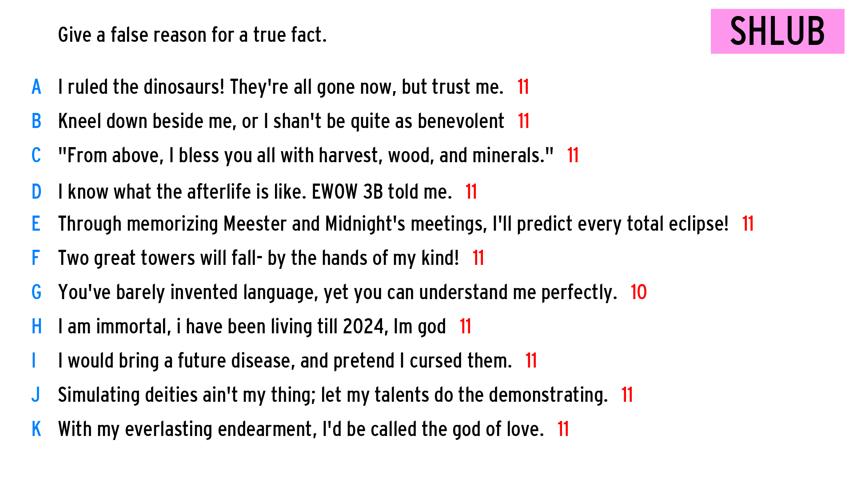 Give a false reason for a true fact.
SHLUB
A I ruled the dinosaurs! They're all gone now, but trust me. 11
B Kneel down beside me, or I shan't be quite as benevolent 11
C "From above, I bless you all with harvest, wood, and minerals." 11
D I know what the afterlife is like. EWOW 3B told me. 11
E Through memorizing Meester and Midnight's meetings, I'll predict every total eclipse! 11
F Two great towers will fall- by the hands of my kind! 11
G You've barely invented language, yet you can understand me perfectly. 10
H I am immortal, i have been living till 2024, Im god 11
I I would bring a future disease, and pretend I cursed them. 11
J Simulating deities ain't my thing; let my talents do the demonstrating. 11
K With my everlasting endearment, I'd be called the god of love. 11